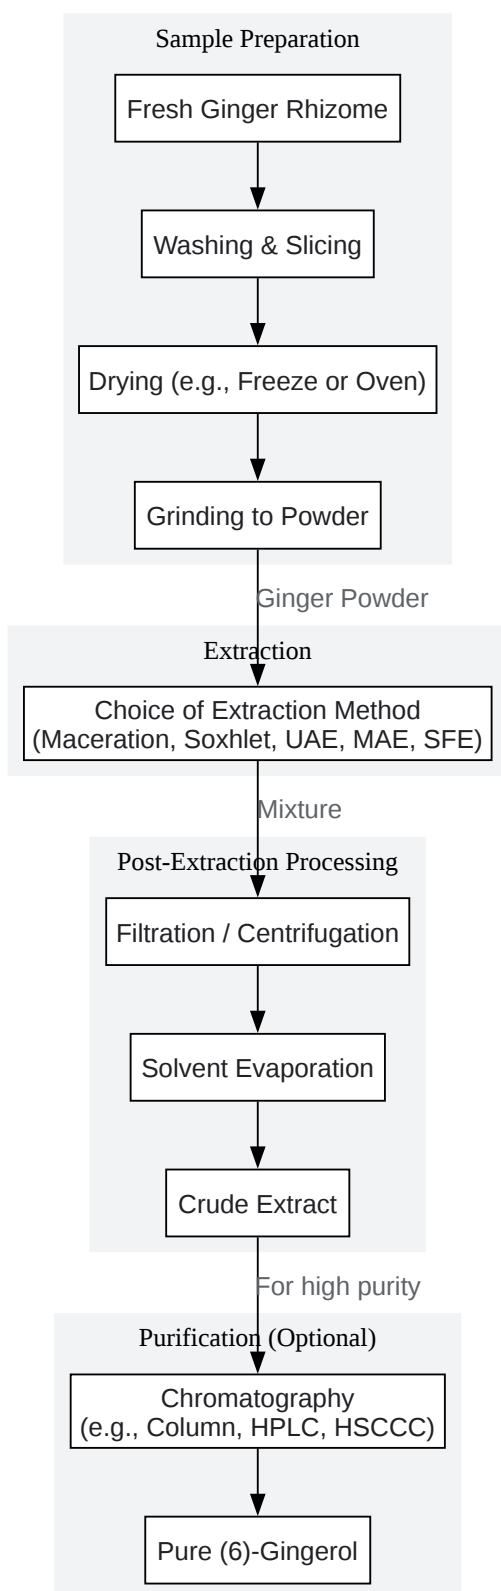 Sample Preparation
Fresh Ginger Rhizome
Washing & Slicing
Drying (e.g., Freeze or Oven)
Grinding to Powder
Ginger Powder
Extraction
Choice of Extraction Method
(Maceration, Soxhlet, UAE, MAE, SFE)
Mixture
Post-Extraction Processing
Filtration / Centrifugation
Solvent Evaporation
Crude Extract
For high purity
Purification (Optional)
Chromatography
(e.g., Column, HPLC, HSCCC)
Pure (6)-Gingerol